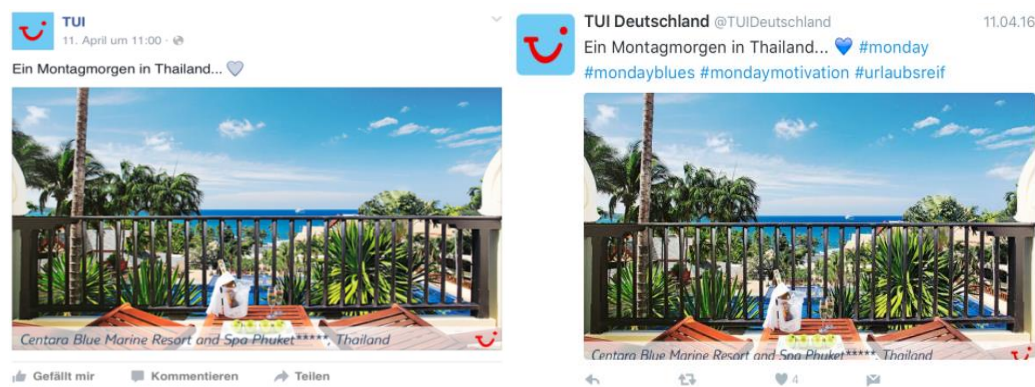 TUI
11. April um 11:00 ·
Ein Montagmorgen in Thailand... 🤍
Centara Blue Marine Resort and Spa Phuket*****, Thailand
Gefällt mir Kommentieren Teilen
TUI Deutschland @TUIDeutschland 11.04.16
Ein Montagmorgen in Thailand... 💙 #monday
#mondayblues #mondaymotivation #urlaubsreif
Centara Blue Marine Resort and Spa Phuket*****, Thailand
4